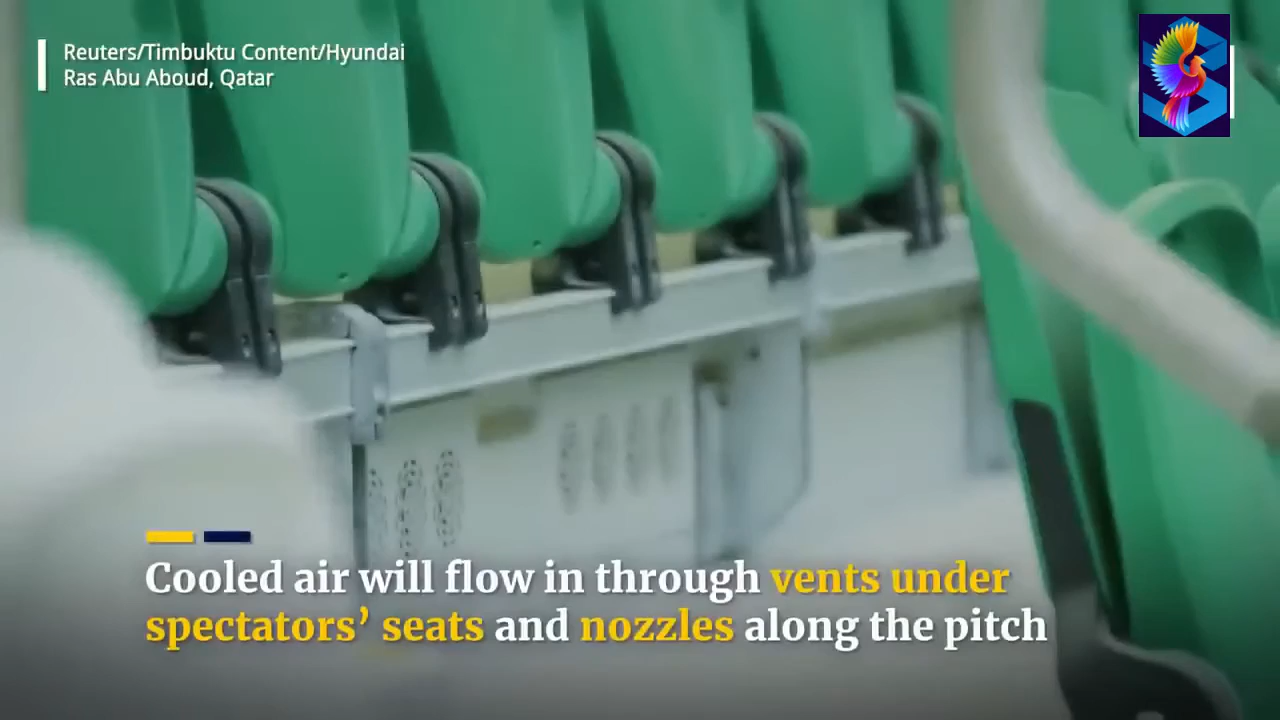 Reuters/Timbuktu Content/Hyundai
Ras Abu Aboud, Qatar
Cooled air will flow in through vents under
spectators’ seats and nozzles along the pitch